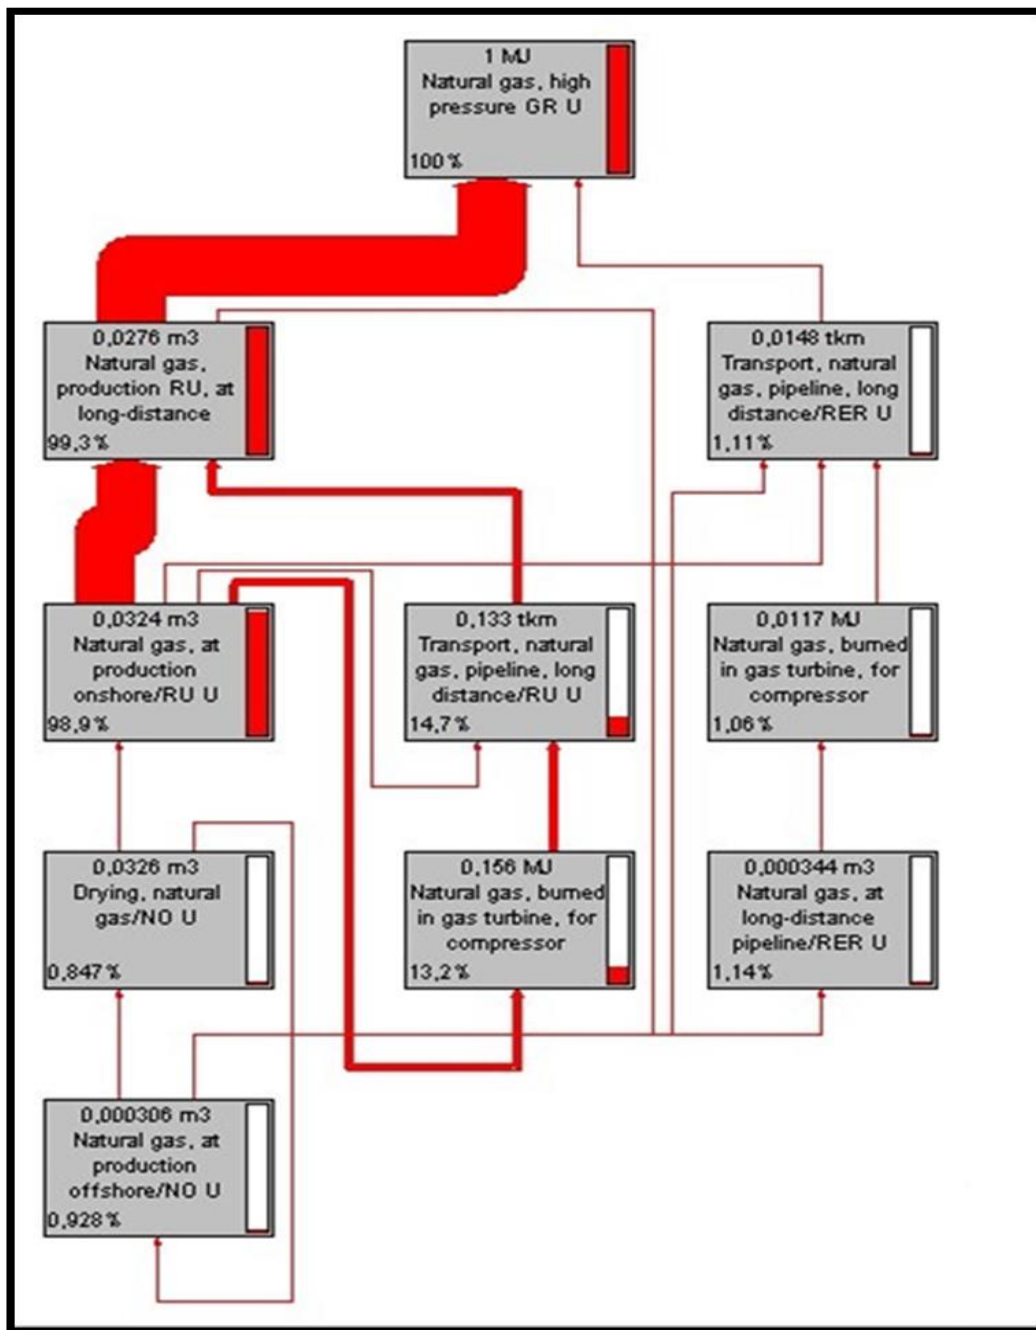 1 MJ
Natural gas, high
pressure GR U
100%
0,0276 m3
Natural gas,
production RU, at
long-distance
99,3%
0,0148 tkm
Transport, natural
gas, pipeline, long
distance/RER U
1,11%
0,0324 m3
Natural gas, at
production
onshore/RU U
98,9%
0,133 tkm
Transport, natural
gas, pipeline, long
distance/RU U
14,7%
0,0117 MJ
Natural gas, burned
in gas turbine, for
compressor
1,06%
0,0326 m3
Drying, natural
gas/NO U
0,847%
0,156 MJ
Natural gas, burned
in gas turbine, for
compressor
13,2%
0,000344 m3
Natural gas, at
long-distance
pipeline/RER U
1,14%
0,000306 m3
Natural gas, at
production
offshore/NO U
0,928%